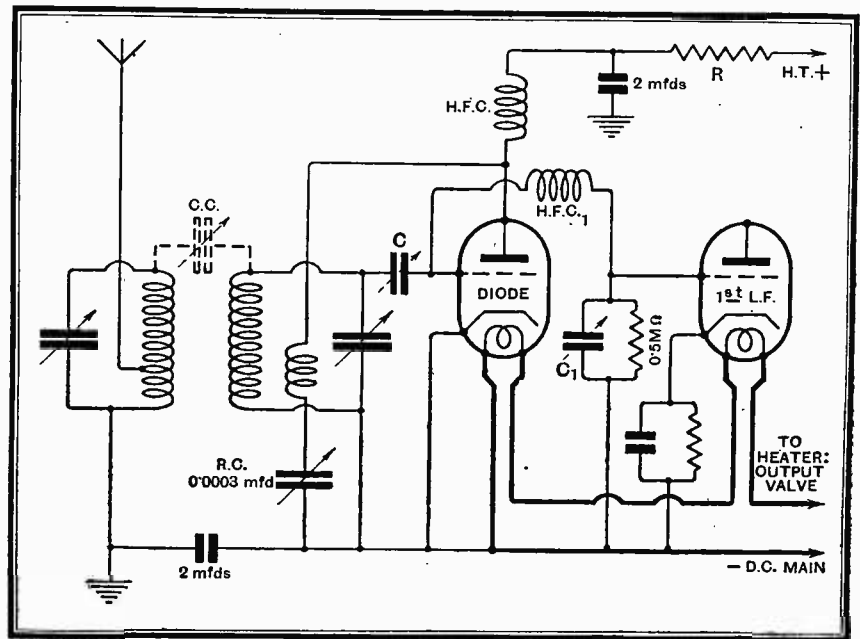 R
H.T.+
2 mfds
H.F.C.
C.C.
H.F.C.1
C
DIODE
1st L.F.
C1
0·5MΩ
R.C.
0·0003 mfd
TO
HEATER:
OUTPUT
VALVE
2 mfds
– D.C. MAIN